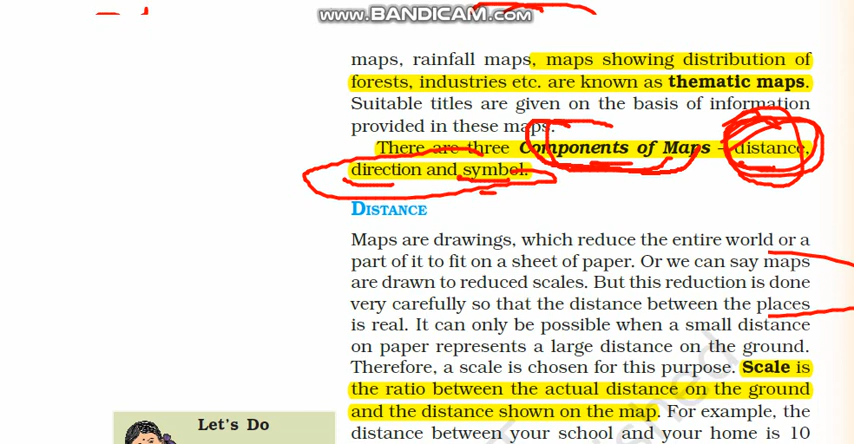 www.BANDICAM.com
maps, rainfall maps, maps showing distribution of
forests, industries etc. are known as thematic maps.
Suitable titles are given on the basis of information
provided in these maps.
There are three Components of Maps – distance,
direction and symbol.
DISTANCE
Maps are drawings, which reduce the entire world or a
part of it to fit on a sheet of paper. Or we can say maps
are drawn to reduced scales. But this reduction is done
very carefully so that the distance between the places
is real. It can only be possible when a small distance
on paper represents a large distance on the ground.
Therefore, a scale is chosen for this purpose. Scale is
the ratio between the actual distance on the ground
and the distance shown on the map. For example, the
distance between your school and your home is 10
Let's Do